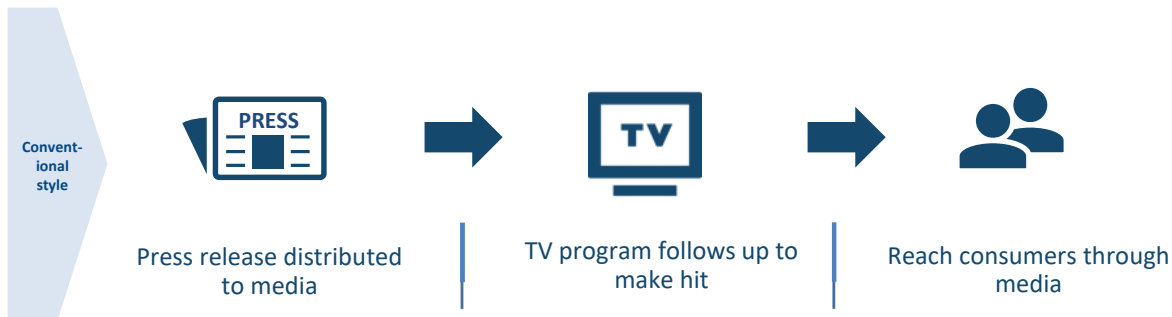 Convent-
ional
style
PRESS
TV
Press release distributed
to media
TV program follows up to
make hit
Reach consumers through
media